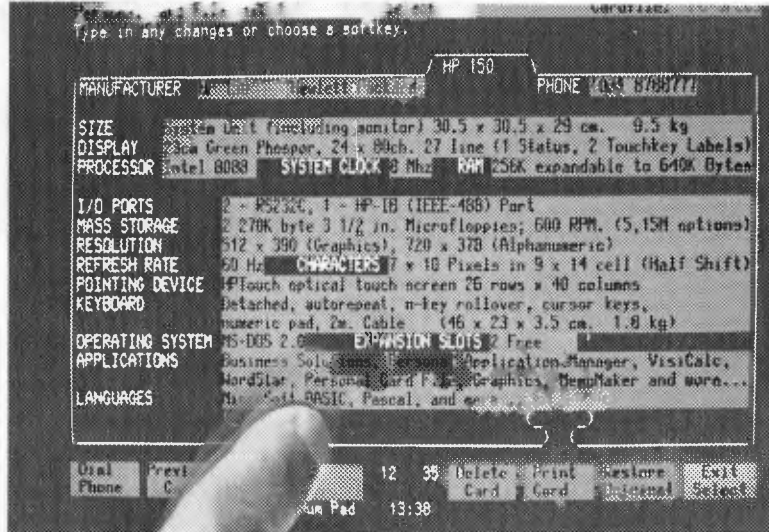 Type in any changes or choose a softkey.
HP 150
MANUFACTURER PHONE
SIZE System Unit (including monitor) 30.5 x 30.5 x 29 cm. 9.5 kg
DISPLAY Green Phospor, 24 x 80ch. 27 line (1 Status, 2 Touchkey Labels)
PROCESSOR Intel 8088 SYSTEM CLOCK 8 Mhz RAM 256K expandable to 640K Bytes
I/O PORTS 2 - RS232C, 1 - HP-IB (IEEE-488) Port
MASS STORAGE 2 270K byte 3 1/2 in. Microfloppies; 600 RPM. (5,15M options)
RESOLUTION 512 x 390 (Graphics), 720 x 378 (Alphanumeric)
REFRESH RATE 60 Hz CHARACTERS 7 x 10 Pixels in 9 x 14 cell (Half Shift)
POINTING DEVICE HPTouch optical touch screen 26 rows x 40 columns
KEYBOARD Detached, autorepeat, n-key rollover, cursor keys,
numeric pad, 2m. Cable (46 x 23 x 3.5 cm. 1.8 kg)
OPERATING SYSTEM MS-DOS 2.0 EXPANSION SLOTS 2 Free
APPLICATIONS Business Solutions, Personal Application Manager, VisiCalc,
WordStar, Personal Card File, Graphics, MemoMaker and more...
LANGUAGES BASIC, Pascal, and
Dial Delete Print Restore Exit
Phone 12 35 Card Card Select
Pad 13:38